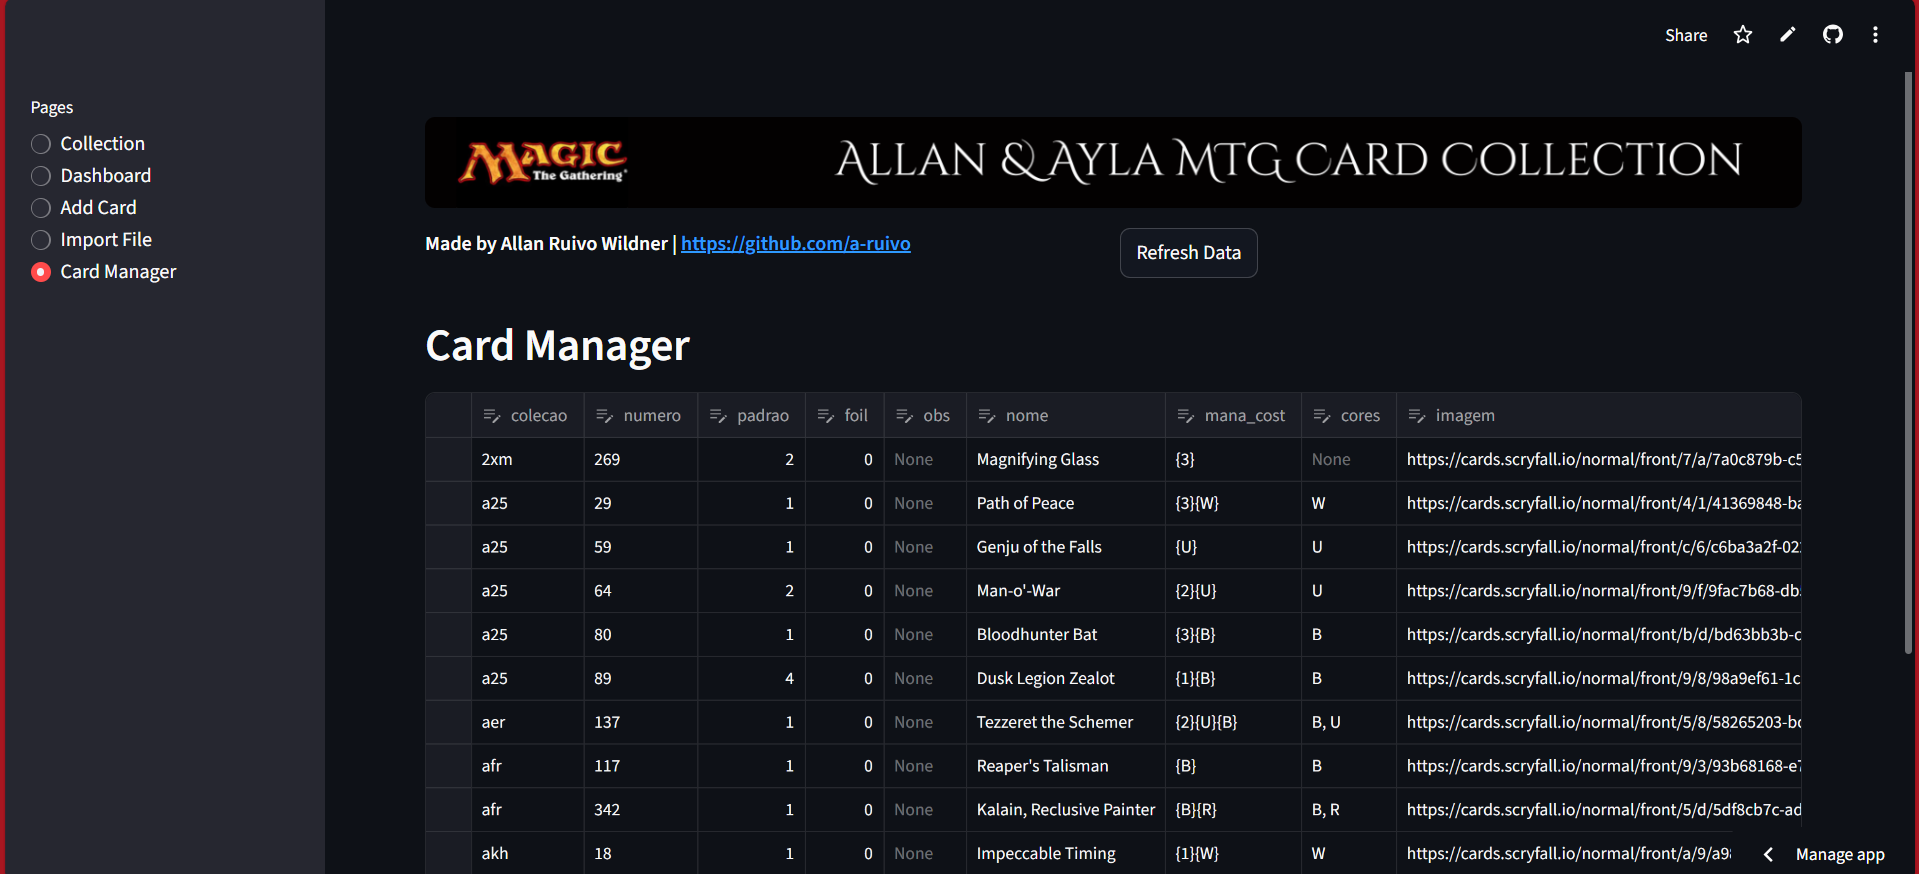 Share
Pages
Collection
Dashboard
Add Card
Import File
Card Manager
MAGIC
The Gathering®
ALLAN & AYLA MTG CARD COLLECTION
Made by Allan Ruivo Wildner | https://github.com/a-ruivo
Refresh Data
Card Manager
colecao numero padrao foil obs nome mana_cost cores imagem
2xm 269 2 0 None Magnifying Glass {3} None https://cards.scryfall.io/normal/front/7/a/7a0c879b-c5
a25 29 1 0 None Path of Peace {3}{W} W https://cards.scryfall.io/normal/front/4/1/41369848-ba
a25 59 1 0 None Genju of the Falls {U} U https://cards.scryfall.io/normal/front/c/6/c6ba3a2f-02
a25 64 2 0 None Man-o'-War {2}{U} U https://cards.scryfall.io/normal/front/9/f/9fac7b68-db
a25 80 1 0 None Bloodhunter Bat {3}{B} B https://cards.scryfall.io/normal/front/b/d/bd63bb3b-c
a25 89 4 0 None Dusk Legion Zealot {1}{B} B https://cards.scryfall.io/normal/front/9/8/98a9ef61-1c
aer 137 1 0 None Tezzeret the Schemer {2}{U}{B} B, U https://cards.scryfall.io/normal/front/5/8/58265203-bc
afr 117 1 0 None Reaper's Talisman {B} B https://cards.scryfall.io/normal/front/9/3/93b68168-e7
afr 342 1 0 None Kalain, Reclusive Painter {B}{R} B, R https://cards.scryfall.io/normal/front/5/d/5df8cb7c-ad
akh 18 1 0 None Impeccable Timing {1}{W} W https://cards.scryfall.io/normal/front/a/9/a9
Manage app